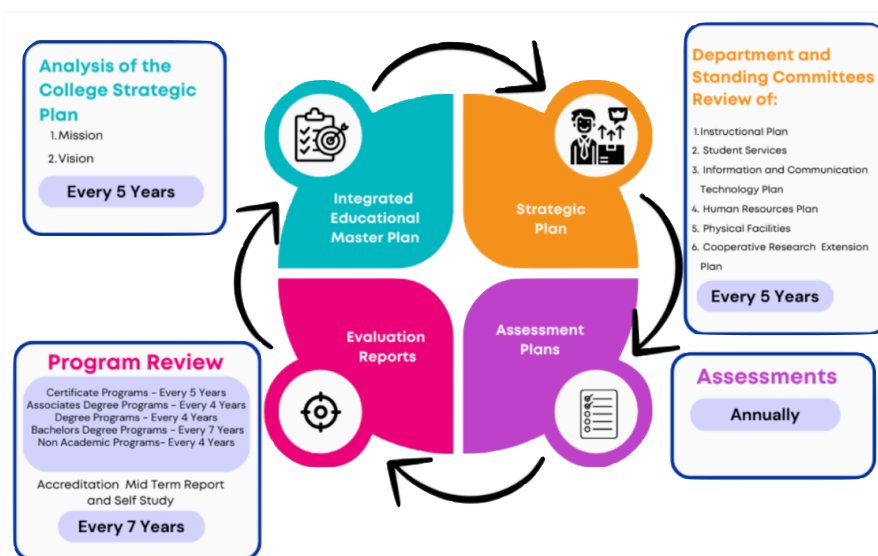 Analysis of the
College Strategic
Plan
1. Mission
2. Vision
Every 5 Years
Integrated
Educational
Master Plan
Strategic
Plan
Department and
Standing Committees
Review of:
1. Instructional Plan
2. Student Services
3. Information and Communication
Technology Plan
4. Human Resources Plan
5. Physical Facilities
6. Cooperative Research Extension
Plan
Every 5 Years
Evaluation
Reports
Assessment
Plans
Program Review
Certificate Programs - Every 5 Years
Associates Degree Programs - Every 4 Years
Degree Programs - Every 4 Years
Bachelors Degree Programs - Every 7 Years
Non Academic Programs- Every 4 Years
Accreditation Mid Term Report
and Self Study
Every 7 Years
Assessments
Annually